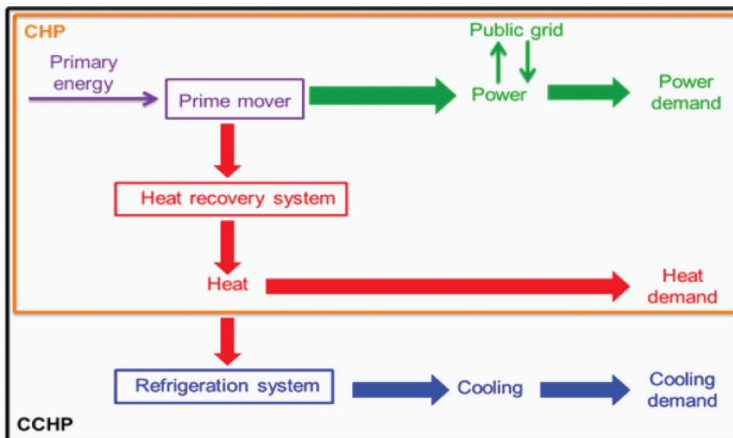 CHP
Public grid
Primary
energy
Prime mover
Power
Power
demand
Heat recovery system
Heat
Heat
demand
Refrigeration system
Cooling
Cooling
demand
CCHP